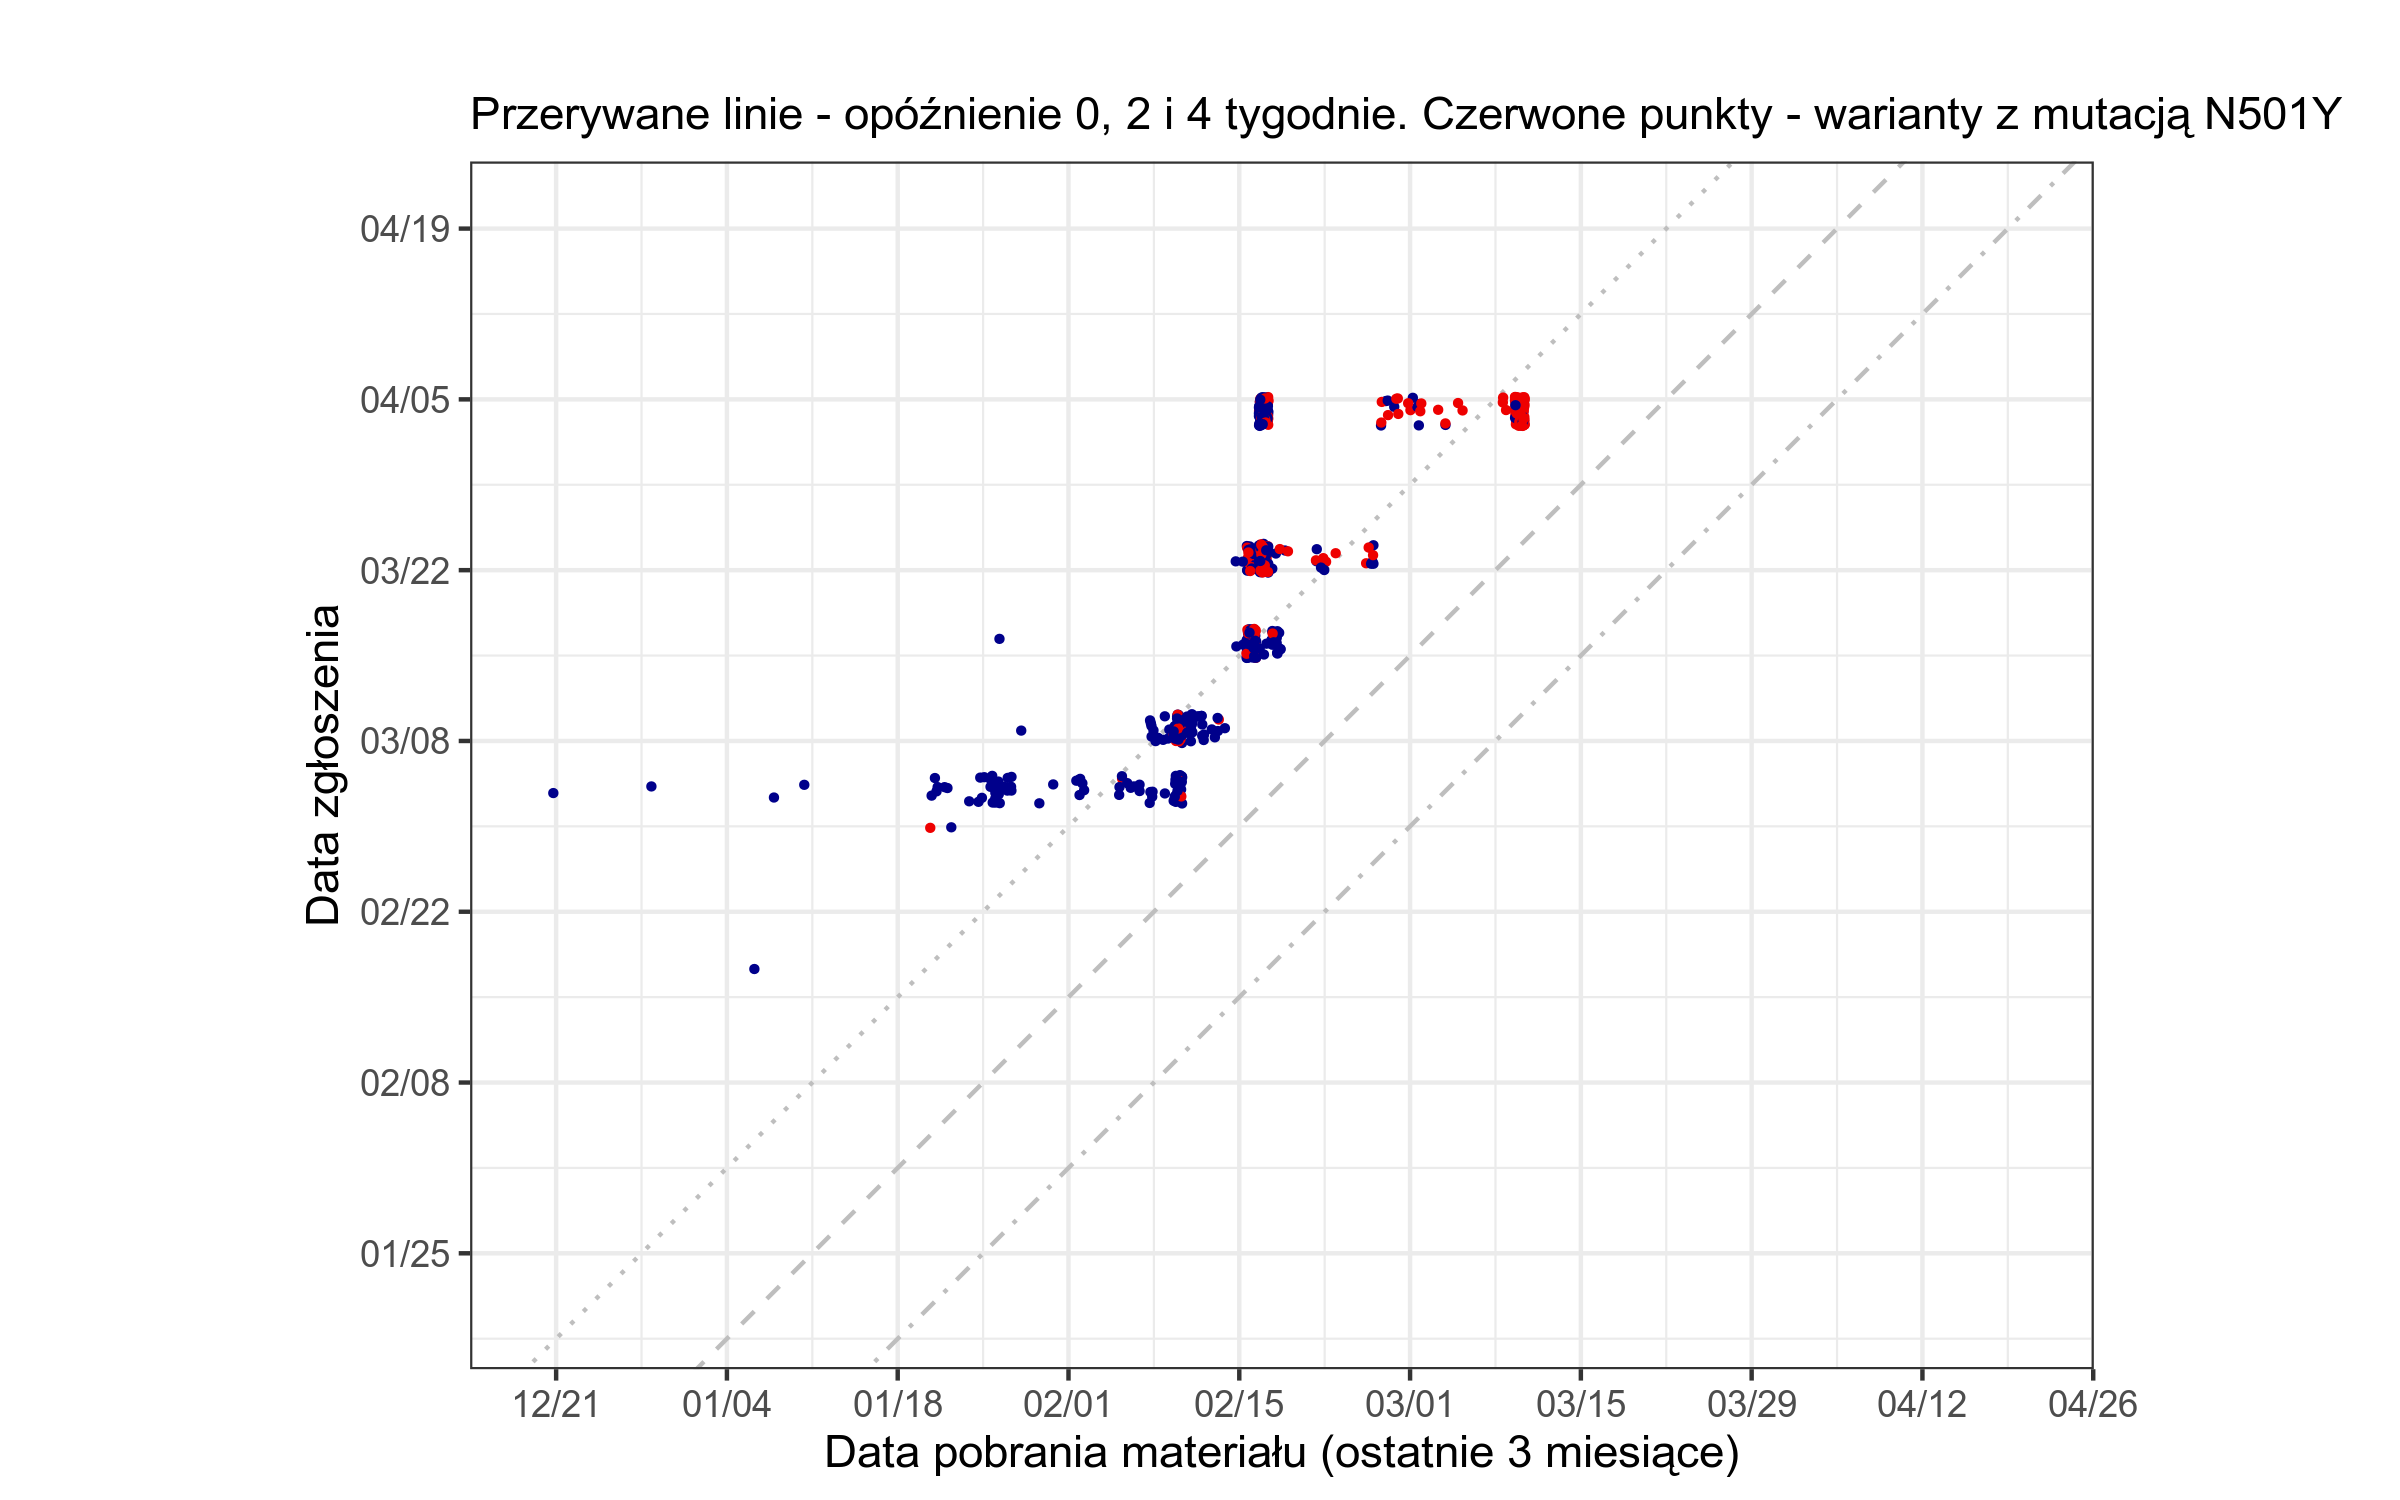 Przerywane linie - opóźnienie 0, 2 i 4 tygodnie. Czerwone punkty - warianty z mutacją N501Y
Data zgłoszenia
04/19
04/05
03/22
03/08
02/22
02/08
01/25
12/21 01/04 01/18 02/01 02/15 03/01 03/15 03/29 04/12 04/26
Data pobrania materiału (ostatnie 3 miesiące)